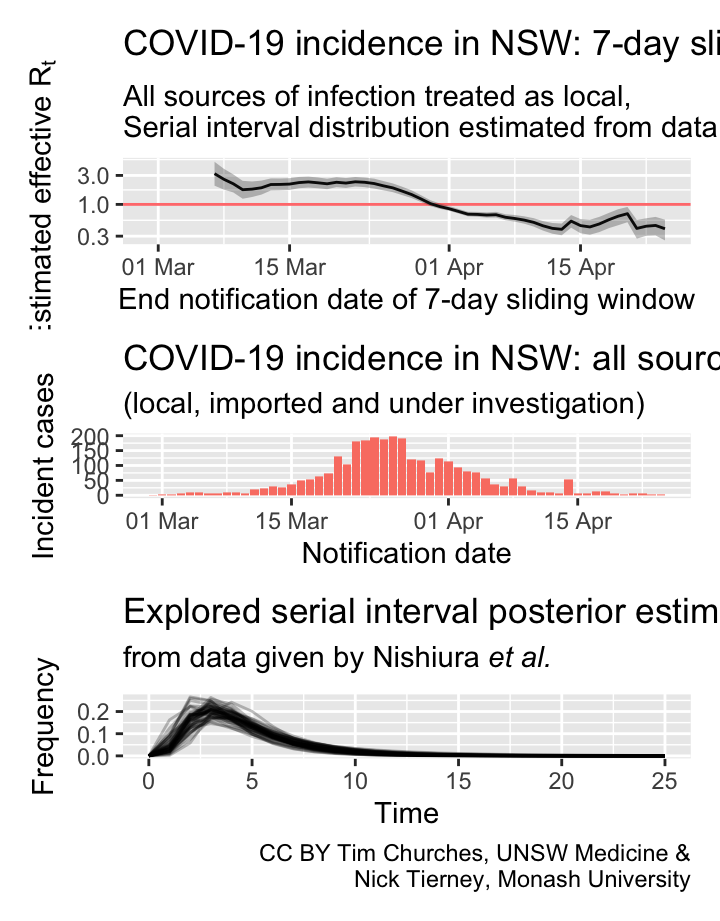 COVID-19 incidence in NSW: 7-day sli
All sources of infection treated as local,
Serial interval distribution estimated from data
stimated effective Rt
3.0
1.0
0.3
01 Mar 15 Mar 01 Apr 15 Apr
End notification date of 7-day sliding window
COVID-19 incidence in NSW: all sourc
(local, imported and under investigation)
Incident cases
200
150
100
50
0
01 Mar 15 Mar 01 Apr 15 Apr
Notification date
Explored serial interval posterior estim
from data given by Nishiura et al.
Frequency
0.2
0.1
0.0
0 5 10 15 20 25
Time
CC BY Tim Churches, UNSW Medicine &
Nick Tierney, Monash University